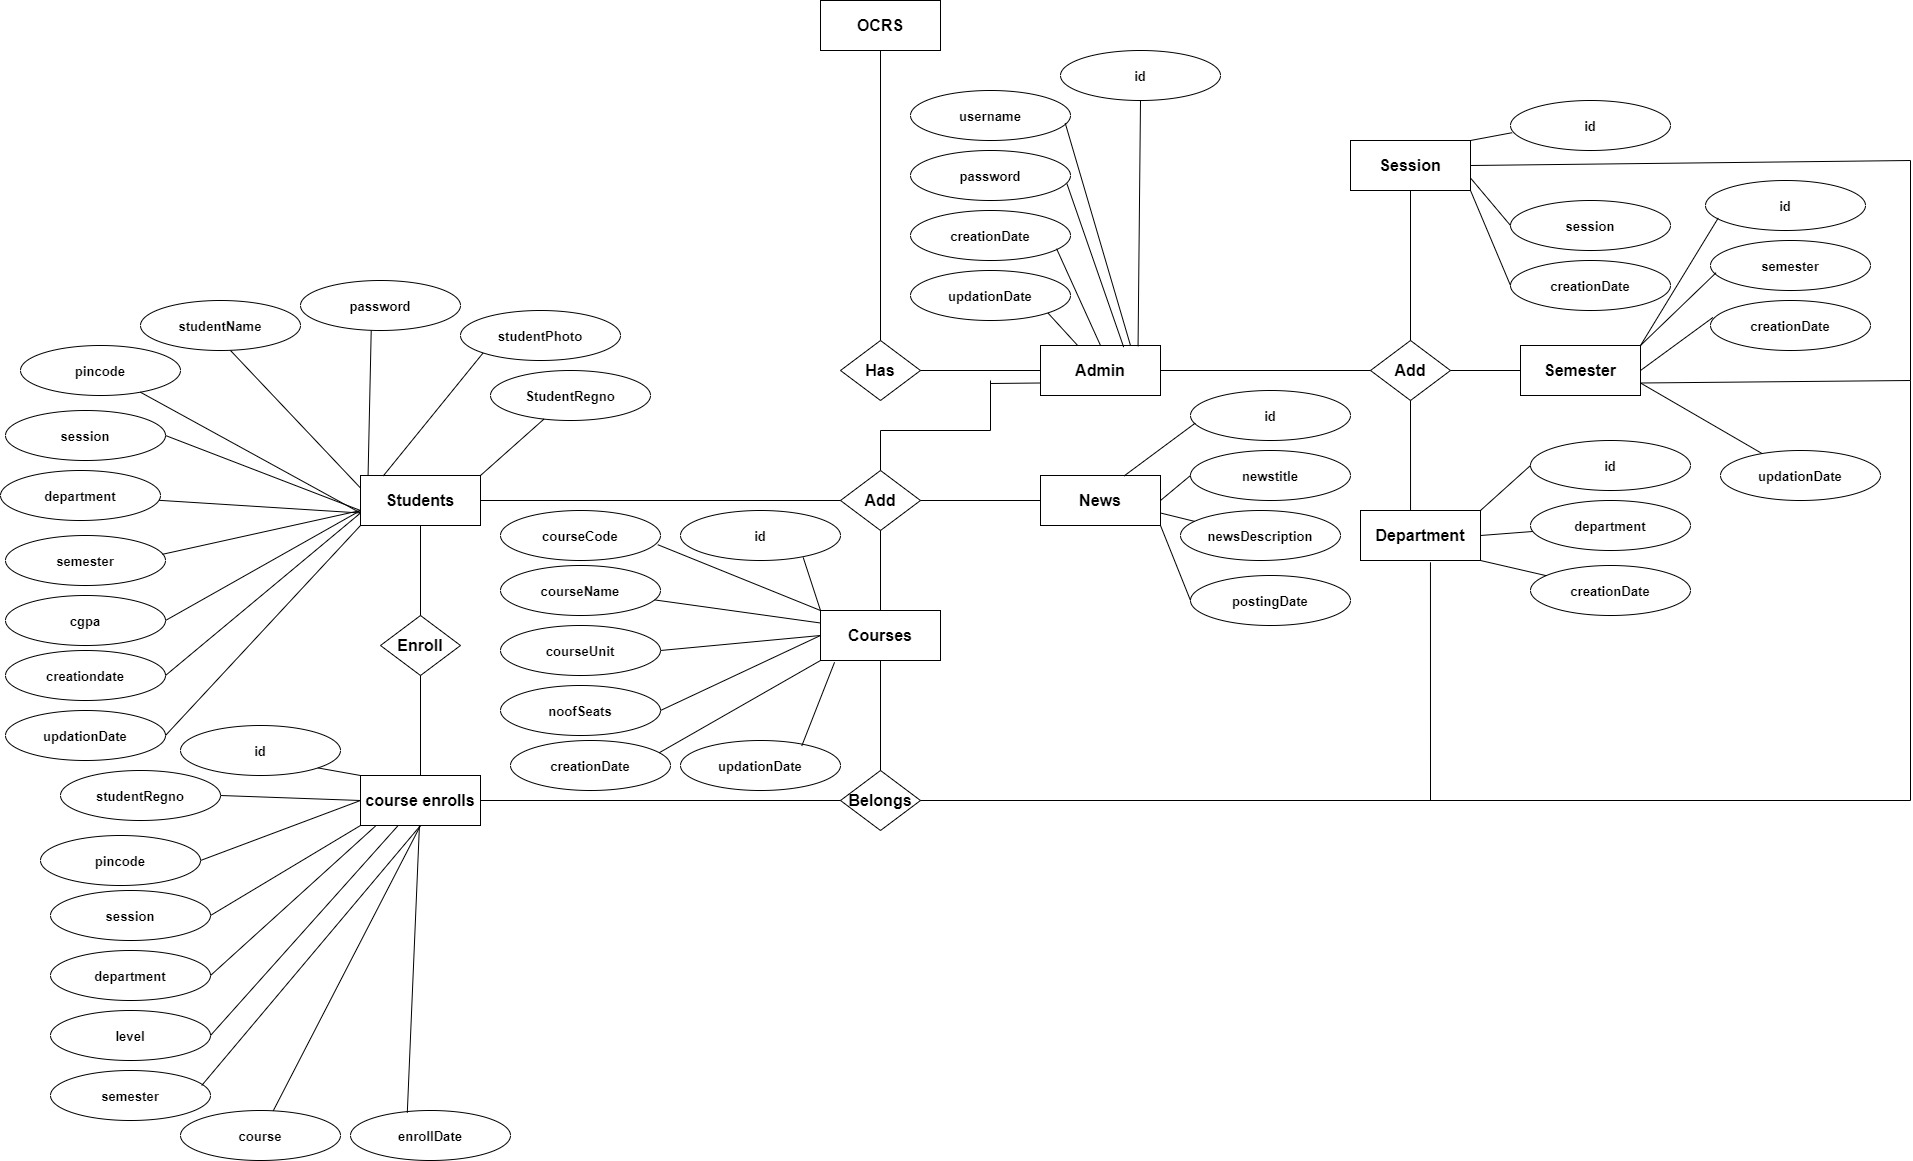 OCRS
id
username
id
Session
password
id
session
creationDate
semester
creationDate
updationDate
password
studentName
creationDate
studentPhoto
pincode
Has
Admin
Add
Semester
StudentRegno
id
session
id
newstitle
updationDate
department
Students
Add
News
courseCode
id
newsDescription
department
Department
semester
courseName
creationDate
postingDate
cgpa
Courses
Enroll
courseUnit
creationdate
noofSeats
updationDate
id
creationDate
updationDate
studentRegno
course enrolls
Belongs
pincode
session
department
level
semester
course
enrollDate